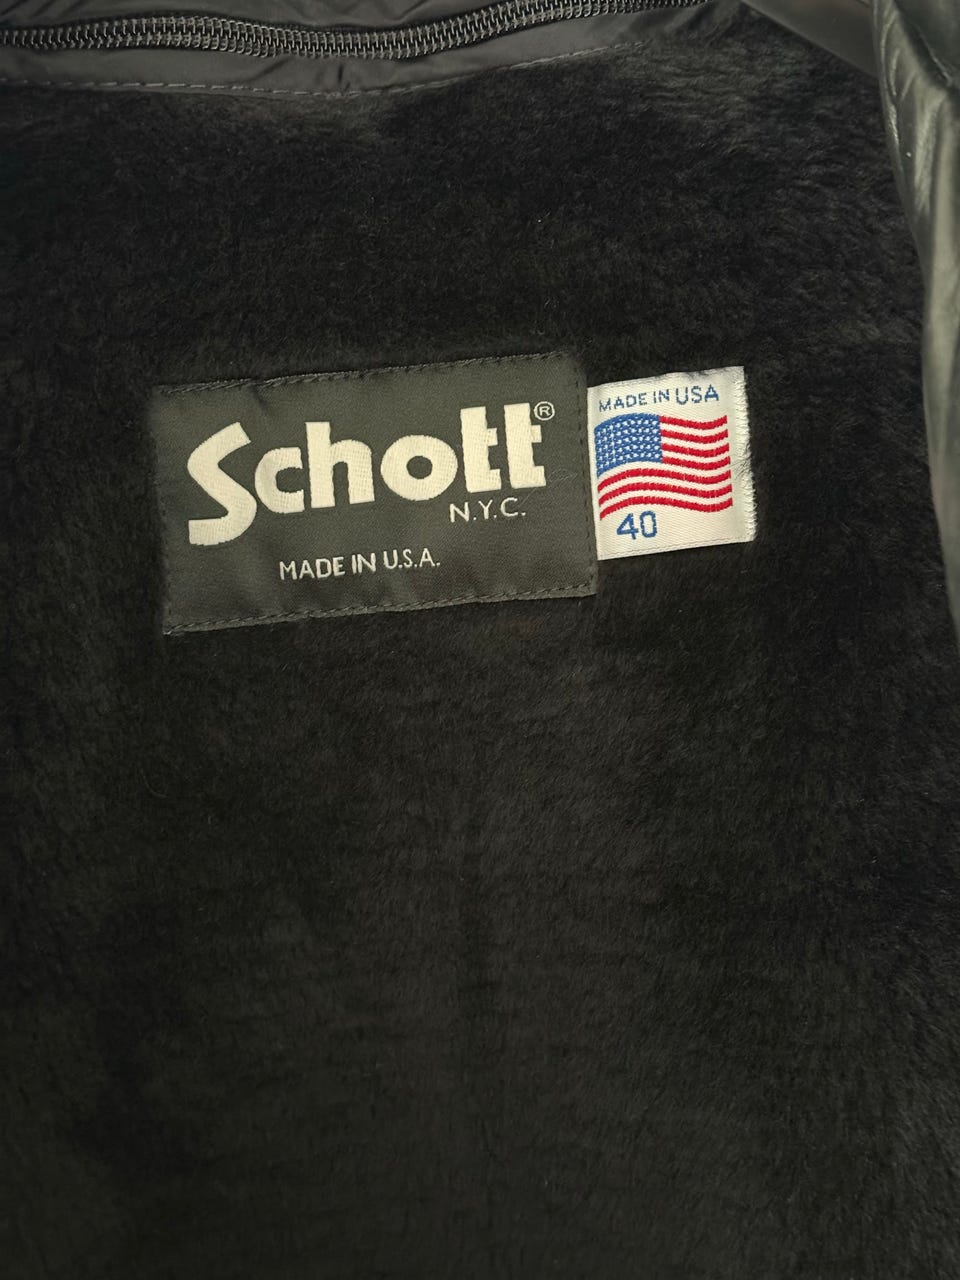 Schott®
N.Y.C.
MADE IN U.S.A.
MADE IN USA
40